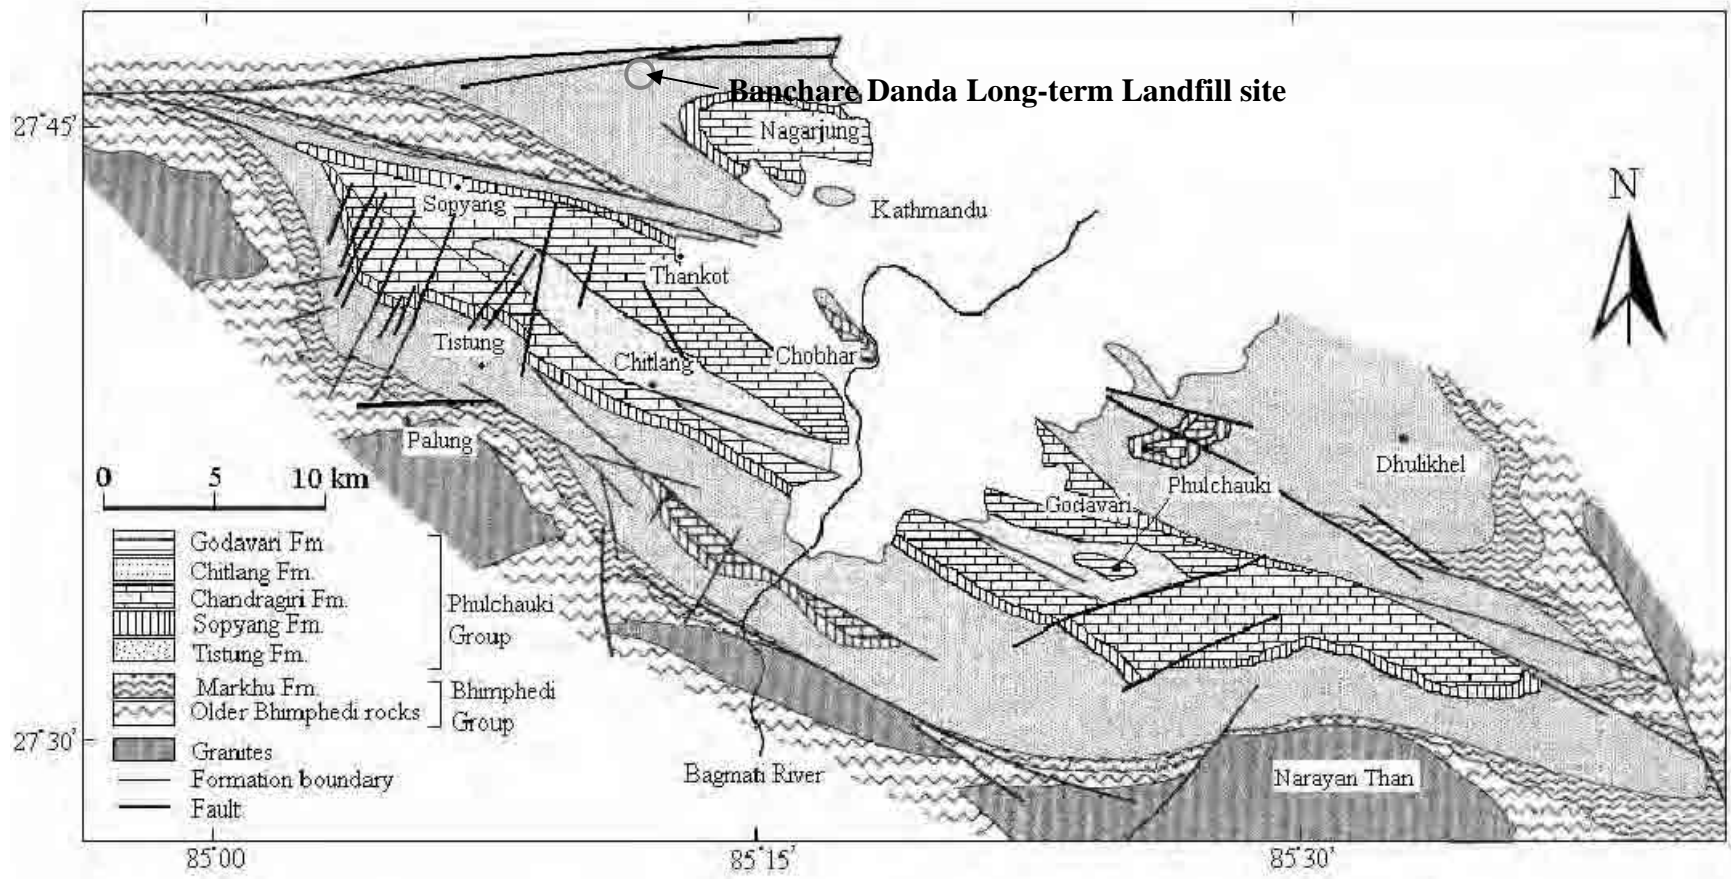 Banchare Danda Long-term Landfill site
27°45'
Nagarjung
N
Sopyang
Kathmandu
Thankot
Tistung
Chitlang
Chobhar
Palung
Dhulikhel
Phulchauki
Godavari
0 5 10 km
Godavari Fm
Chitlang Fm.
Chandragiri Fm.
Sopyang Fm.
Tistung Fm.
Phulchauki
Group
Markhu Fm.
Older Bhimphedi rocks
Bhimphedi
Group
27°30'
Granites
Formation boundary
Fault
Bagmati River
Narayan Than
85°00'
85°15'
85°30'